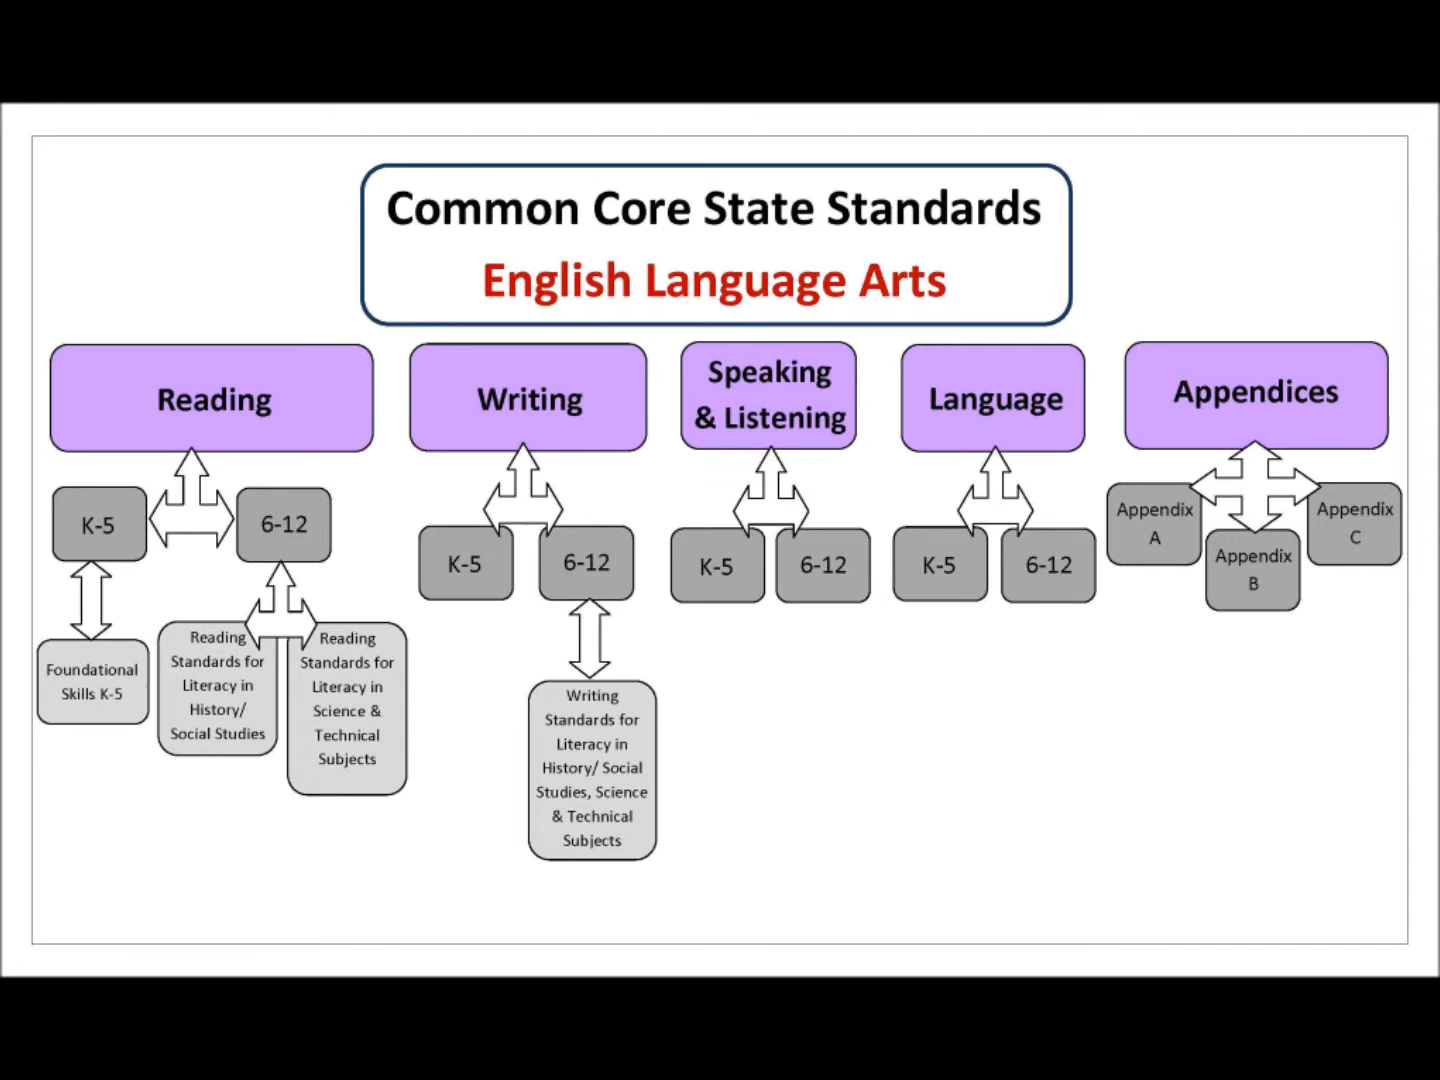 Common Core State Standards
English Language Arts
Reading
Writing
Speaking
& Listening
Language
Appendices
K-5
6-12
K-5
6-12
K-5
6-12
K-5
6-12
Appendix
A
Appendix
B
Appendix
C
Foundational
Skills K-5
Reading
Standards for
Literacy in
History/
Social Studies
Reading
Standards for
Literacy in
Science &
Technical
Subjects
Writing
Standards for
Literacy in
History/ Social
Studies, Science
& Technical
Subjects